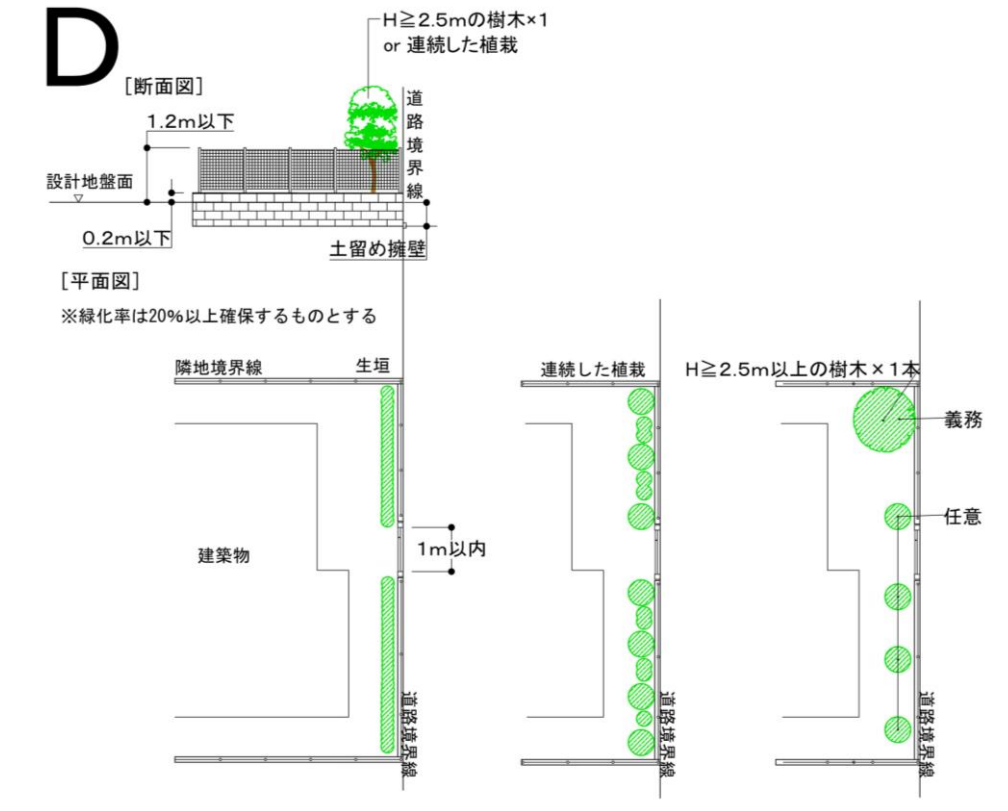 D
H≧2.5mの樹木×1
or 連続した植栽
[断面図]
道路境界線
1.2m以下
設計地盤面
0.2m以下
土留め擁壁
[平面図]
※緑化率は20%以上確保するものとする
隣地境界線
生垣
連続した植栽
H≧2.5m以上の樹木×1本
義務
任意
1m以内
建築物
道路境界線
道路境界線
道路境界線